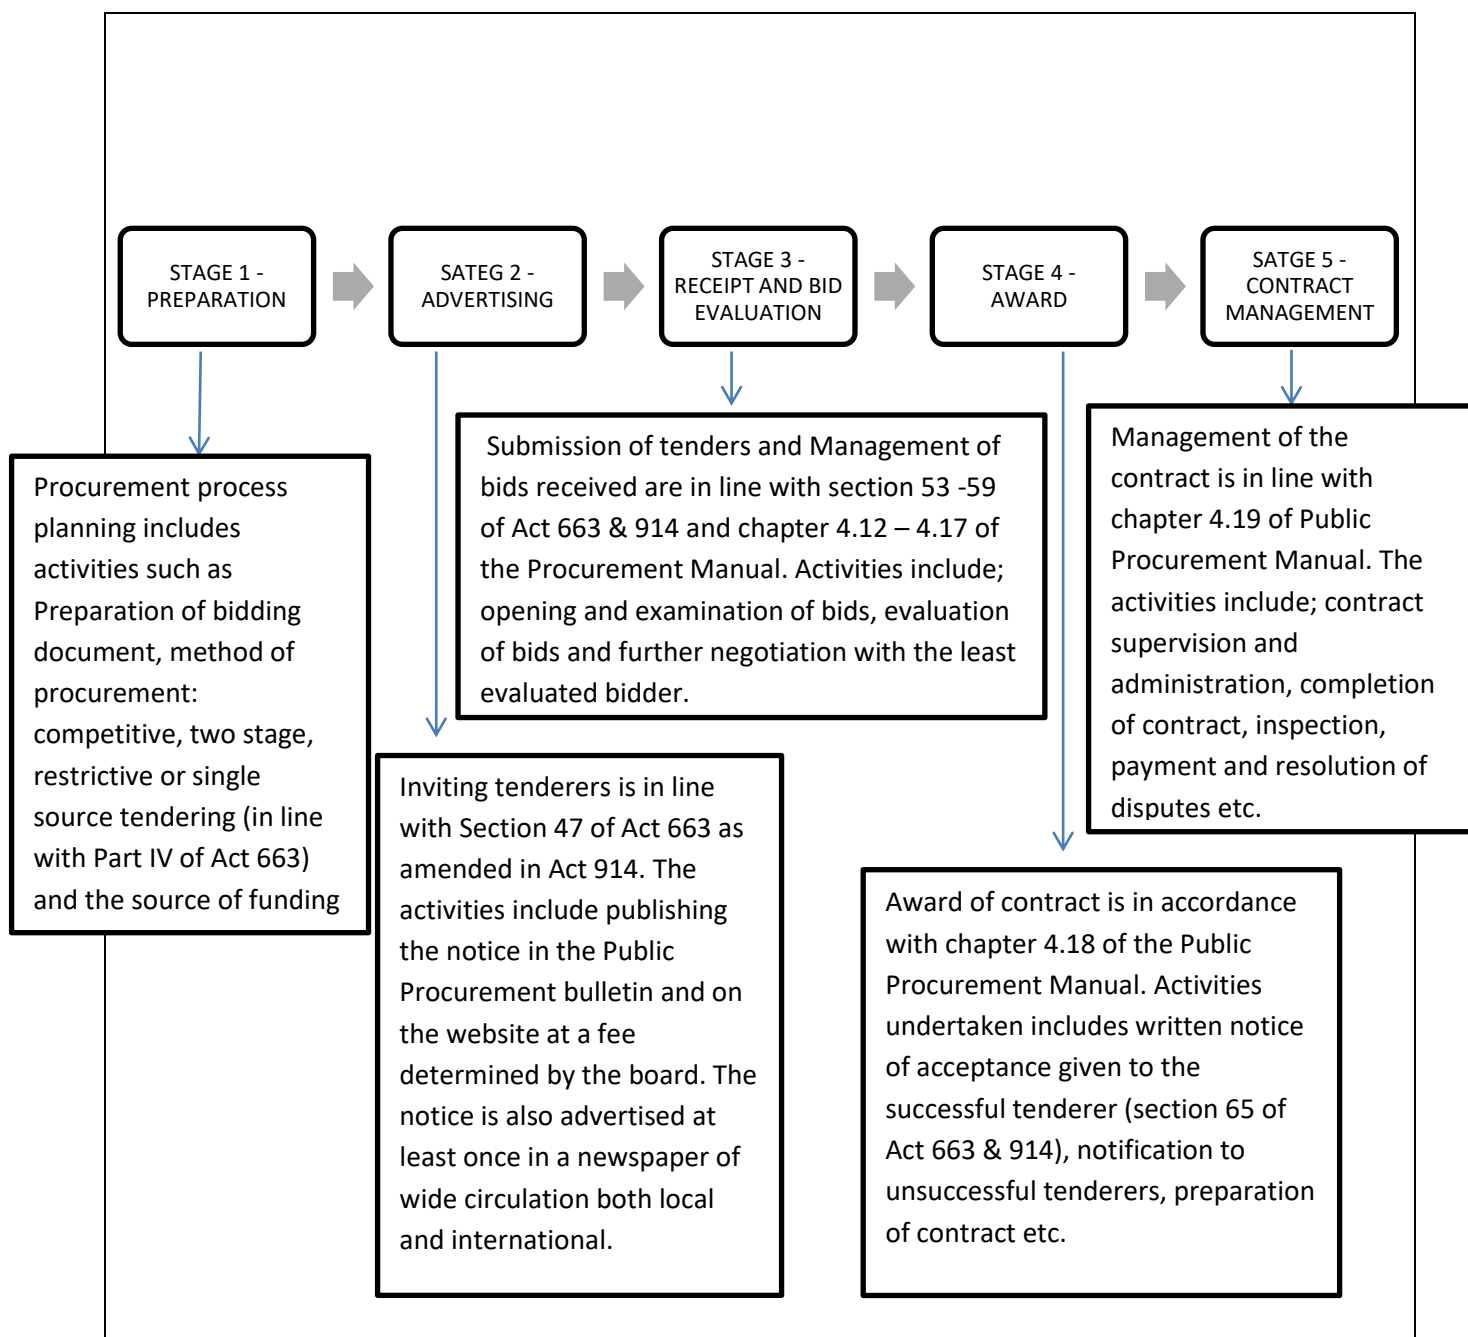 STAGE 1 -
PREPARATION
SATEG 2 -
ADVERTISING
STAGE 3 -
RECEIPT AND BID
EVALUATION
STAGE 4 -
AWARD
SATGE 5 -
CONTRACT
MANAGEMENT
Procurement process
planning includes
activities such as
Preparation of bidding
document, method of
procurement:
competitive, two stage,
restrictive or single
source tendering (in line
with Part IV of Act 663)
and the source of funding
Inviting tenderers is in line
with Section 47 of Act 663 as
amended in Act 914. The
activities include publishing
the notice in the Public
Procurement bulletin and on
the website at a fee
determined by the board. The
notice is also advertised at
least once in a newspaper of
wide circulation both local
and international.
Submission of tenders and Management of
bids received are in line with section 53 -59
of Act 663 & 914 and chapter 4.12 – 4.17 of
the Procurement Manual. Activities include;
opening and examination of bids, evaluation
of bids and further negotiation with the least
evaluated bidder.
Award of contract is in accordance
with chapter 4.18 of the Public
Procurement Manual. Activities
undertaken includes written notice
of acceptance given to the
successful tenderer (section 65 of
Act 663 & 914), notification to
unsuccessful tenderers, preparation
of contract etc.
Management of the
contract is in line with
chapter 4.19 of Public
Procurement Manual. The
activities include; contract
supervision and
administration, completion
of contract, inspection,
payment and resolution of
disputes etc.